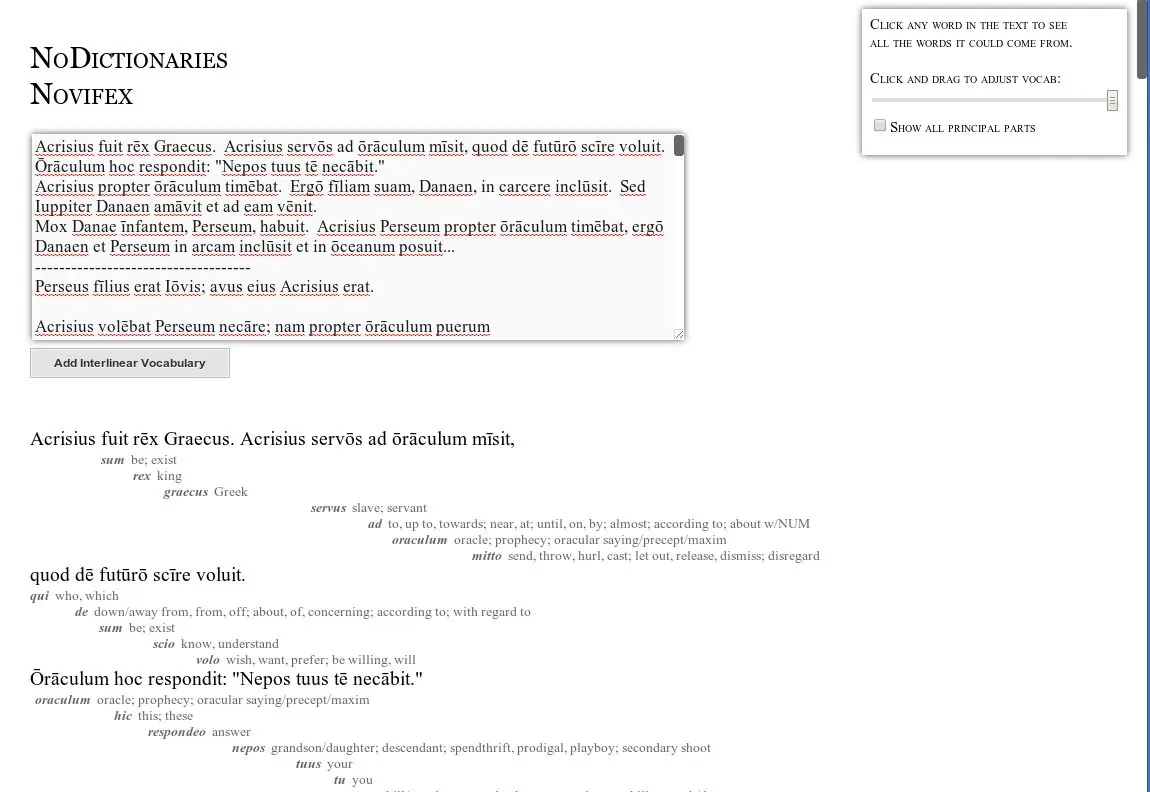 NoDictionaries
Novifex
Click any word in the text to see
all the words it could come from.
Click and drag to adjust vocab:
Show all principal parts
Acrisius fuit rēx Graecus.  Acrisius servōs ad ōrāculum mīsit, quod dē futūrō scīre voluit.
Ōrāculum hoc respondit: "Nepos tuus tē necābit."
Acrisius propter ōrāculum timēbat.  Ergō fīliam suam, Danaen, in carcere inclūsit.  Sed
Iuppiter Danaen amāvit et ad eam vēnit.
Mox Danae īnfantem, Perseum, habuit.  Acrisius Perseum propter ōrāculum timēbat, ergō
Danaen et Perseum in arcam inclūsit et in ōceanum posuit...
------------------------------------
Perseus fīlius erat Iōvis; avus eius Acrisius erat.
Acrisius volēbat Perseum necāre; nam propter ōrāculum puerum
Add Interlinear Vocabulary
Acrisius fuit rēx Graecus. Acrisius servōs ad ōrāculum mīsit,
sum be; exist
rex king
graecus Greek
servus slave; servant
ad to, up to, towards; near, at; until, on, by; almost; according to; about w/NUM
oraculum oracle; prophecy; oracular saying/precept/maxim
mitto send, throw, hurl, cast; let out, release, dismiss; disregard
quod dē futūrō scīre voluit.
qui who, which
de down/away from, from, off; about, of, concerning; according to; with regard to
sum be; exist
scio know, understand
volo wish, want, prefer; be willing, will
Ōrāculum hoc respondit: "Nepos tuus tē necābit."
oraculum oracle; prophecy; oracular saying/precept/maxim
hic this; these
respondeo answer
nepos grandson/daughter; descendant; spendthrift, prodigal, playboy; secondary shoot
tuus your
tu you